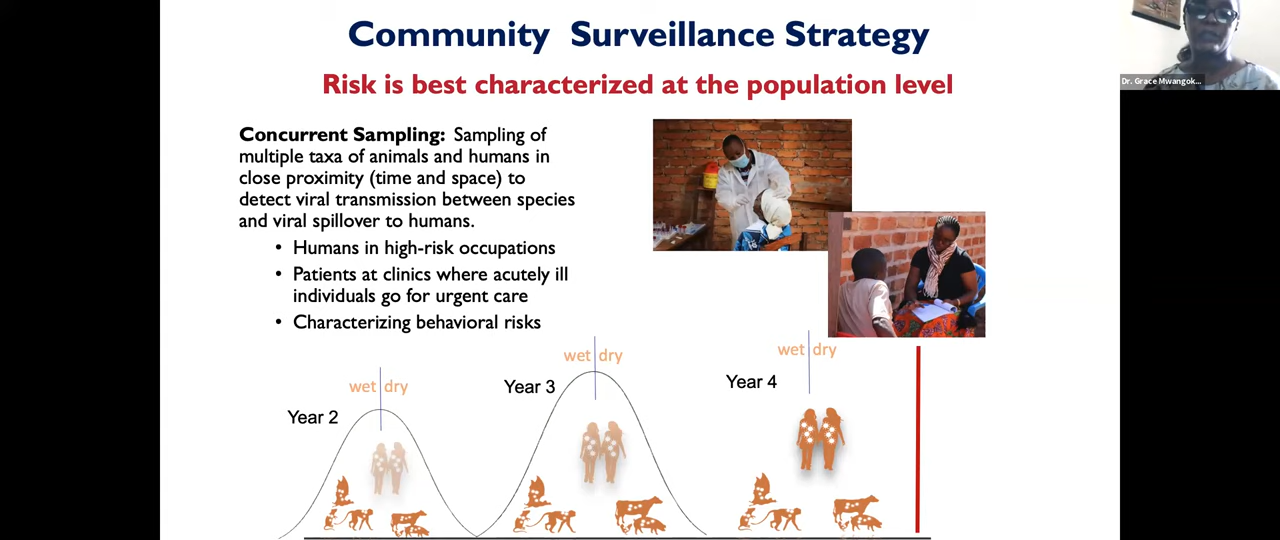 Community Surveillance Strategy
Risk is best characterized at the population level
Concurrent Sampling: Sampling of
multiple taxa of animals and humans in
close proximity (time and space) to
detect viral transmission between species
and viral spillover to humans.
• Humans in high-risk occupations
• Patients at clinics where acutely ill
individuals go for urgent care
• Characterizing behavioral risks
Year 2
wet dry
Year 3
wet dry
Year 4
wet dry
Dr. Grace Mwangok...